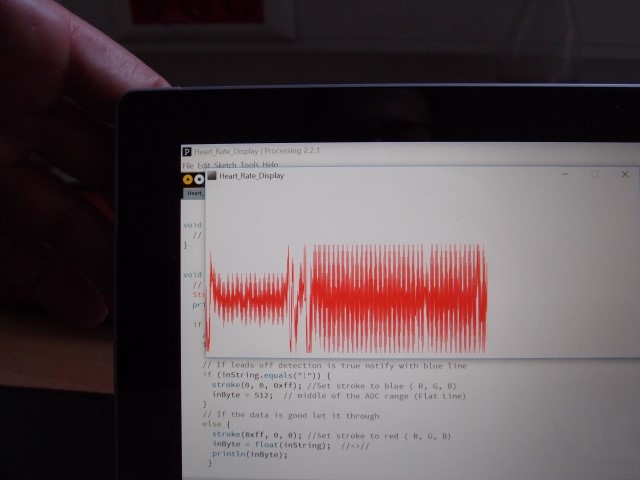 Heart_Rate_Display | Processing 2.2.1
File Edit Sketch Tools Help
Heart_Rate_Display
Heart_
void
//
}
void
//
St
pri
if
// If leads off detection is true notify with blue line
if (inString.equals("!")) {
stroke(0, 0, 0xff); //Set stroke to blue ( R, G, B)
inByte = 512; // middle of the ADC range (Flat Line)
}
// If the data is good let it through
else {
stroke(0xff, 0, 0); //Set stroke to red ( R, G, B)
inByte = float(inString); //<>//
println(inByte);
}